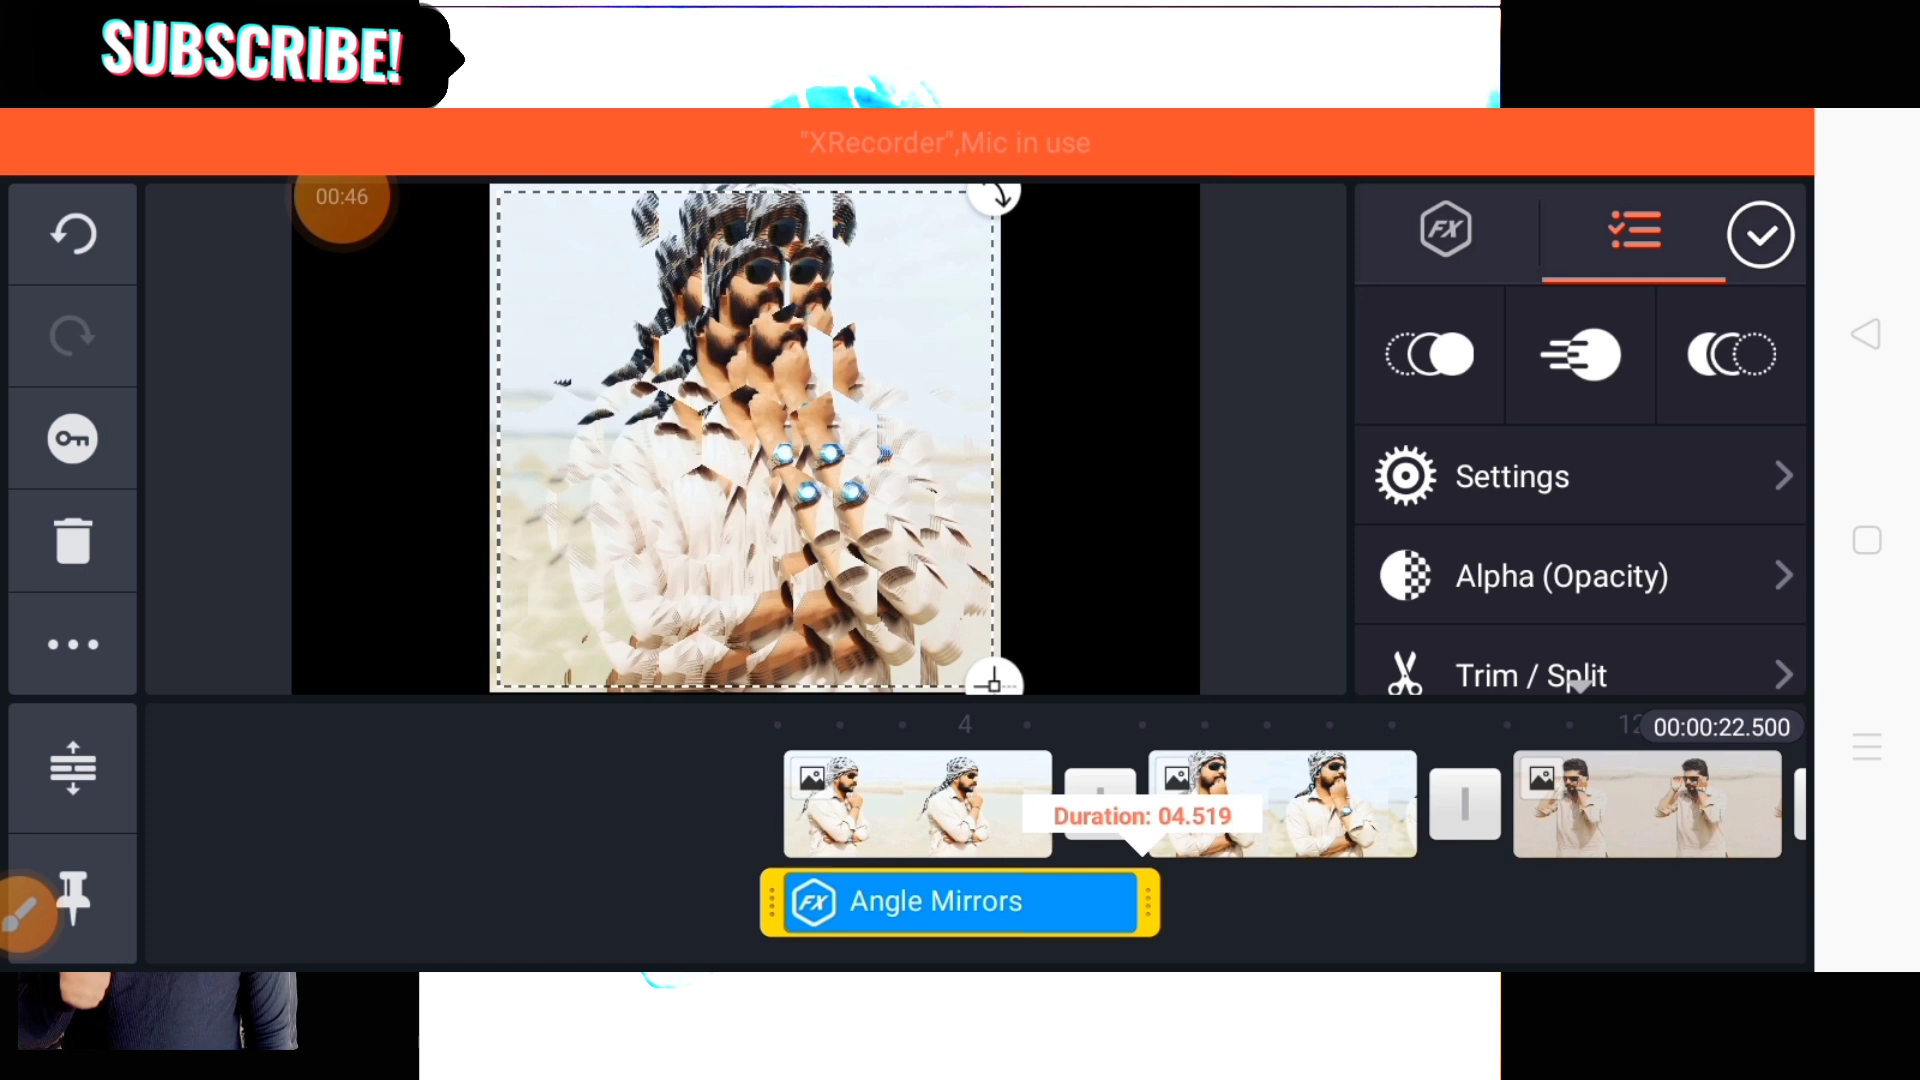 SUBSCRIBE!
"XRecorder",Mic in use
00:46
FX
Settings
Alpha (Opacity)
Trim / Split
4
12
00:00:22.500
Duration: 04.519
FX Angle Mirrors